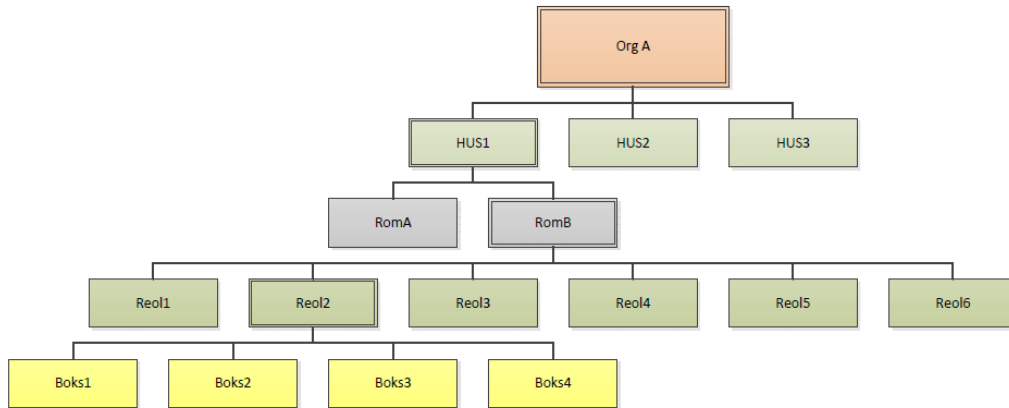 Org A
HUS1
HUS2
HUS3
RomA
RomB
Reol1
Reol2
Reol3
Reol4
Reol5
Reol6
Boks1
Boks2
Boks3
Boks4